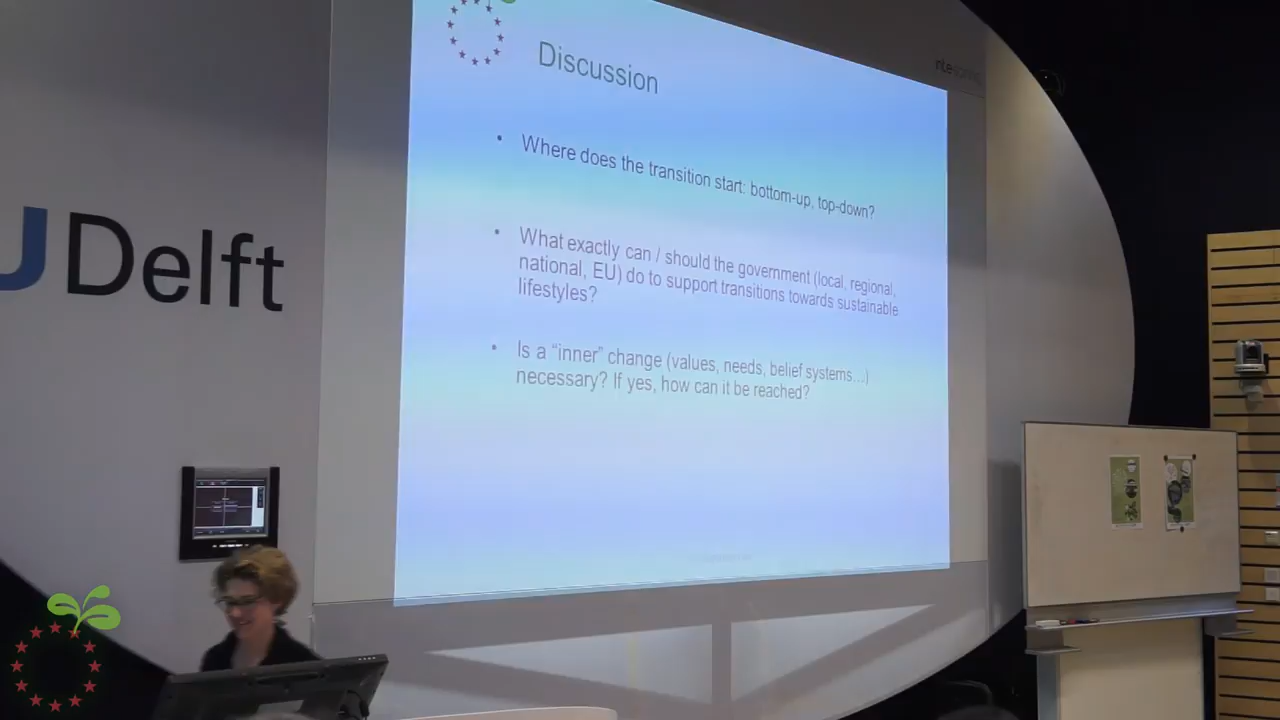 Discussion
• Where does the transition start: bottom-up, top-down?
• What exactly can / should the government (local, regional,
national, EU) do to support transitions towards sustainable
lifestyles?
• Is a “inner” change (values, needs, belief systems…)
necessary? If yes, how can it be reached?
UDelft